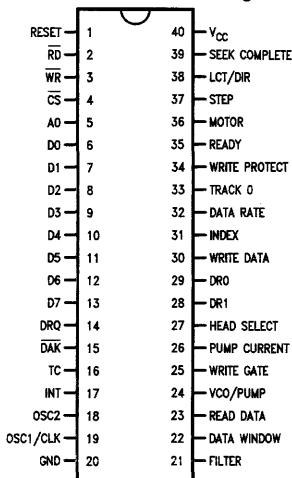 RESET 1 40 VCC
RD 2 39 SEEK COMPLETE
WR 3 38 LCT/DIR
CS 4 37 STEP
A0 5 36 MOTOR
D0 6 35 READY
D1 7 34 WRITE PROTECT
D2 8 33 TRACK 0
D3 9 32 DATA RATE
D4 10 31 INDEX
D5 11 30 WRITE DATA
D6 12 29 DR0
D7 13 28 DR1
DRQ 14 27 HEAD SELECT
DAK 15 26 PUMP CURRENT
TC 16 25 WRITE GATE
INT 17 24 VCO/PUMP
OSC2 18 23 READ DATA
OSC1/CLK 19 22 DATA WINDOW
GND 20 21 FILTER